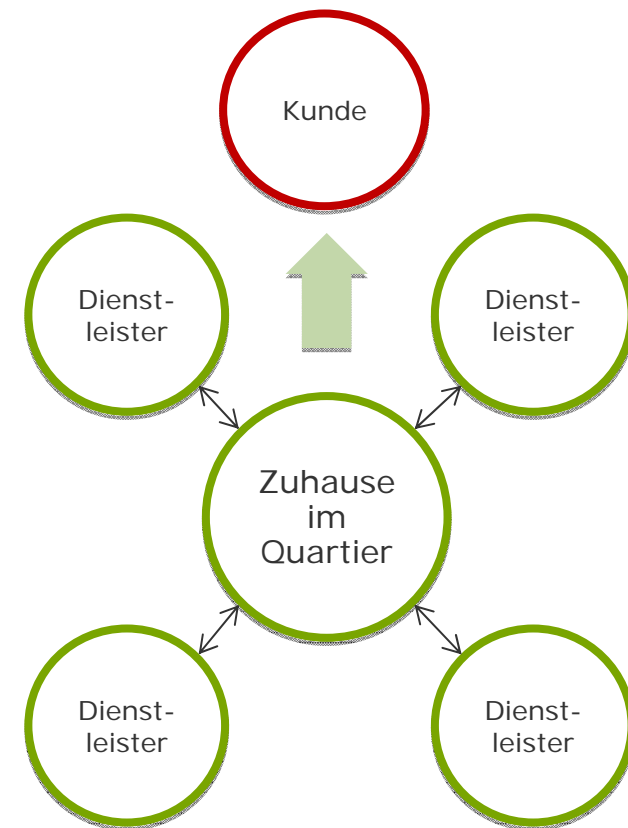 Kunde
Dienst-
leister
Dienst-
leister
Zuhause
im
Quartier
Dienst-
leister
Dienst-
leister